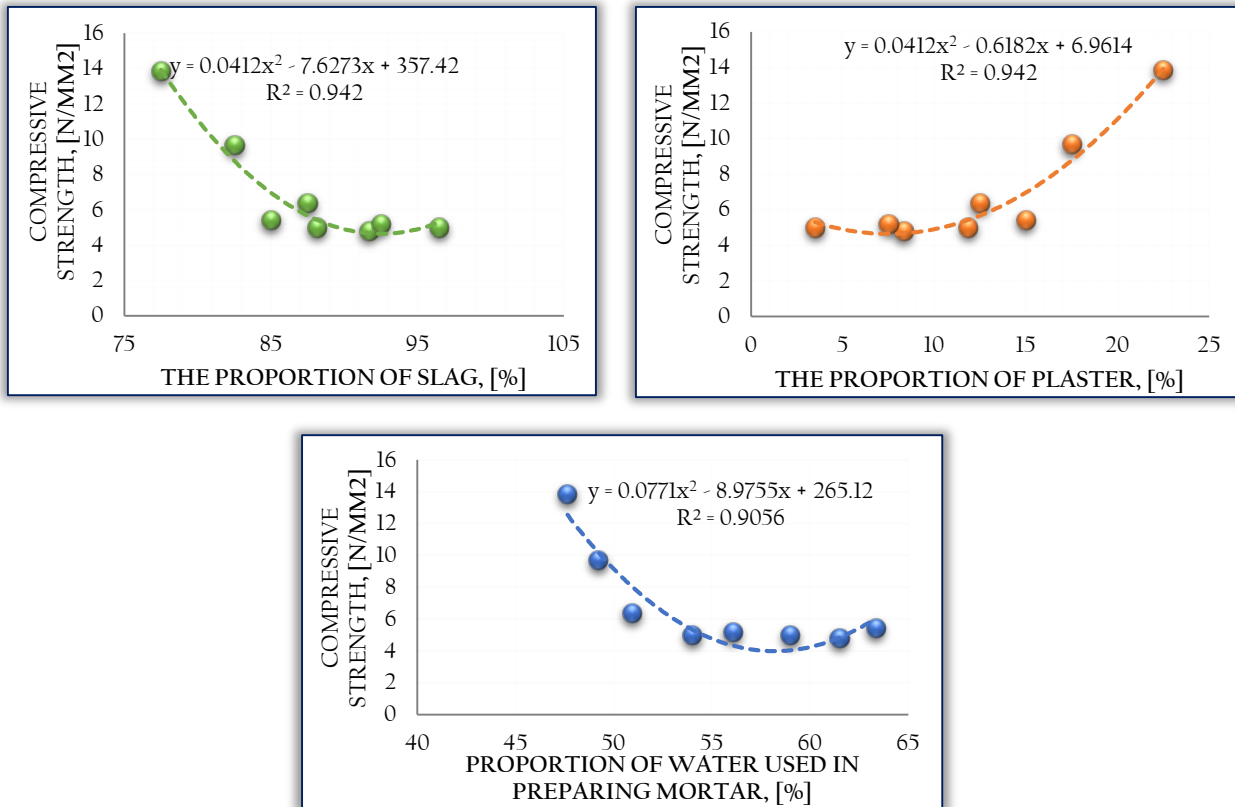 COMPRESSIVE
STRENGTH, [N/MM2]
16
14
12
10
8
6
4
2
0
y = 0.0412x² - 7.6273x + 357.42
R² = 0.942
75
85
95
105
THE PROPORTION OF SLAG, [%]
COMPRESSIVE
STRENGTH, [N/MM2]
16
14
12
10
8
6
4
2
0
y = 0.0412x² - 0.6182x + 6.9614
R² = 0.942
0
5
10
15
20
25
THE PROPORTION OF PLASTER, [%]
COMPRESSIVE
STRENGTH, [N/MM2]
16
14
12
10
8
6
4
2
0
y = 0.0771x² - 8.9755x + 265.12
R² = 0.9056
40
45
50
55
60
65
PROPORTION OF WATER USED IN
PREPARING MORTAR, [%]